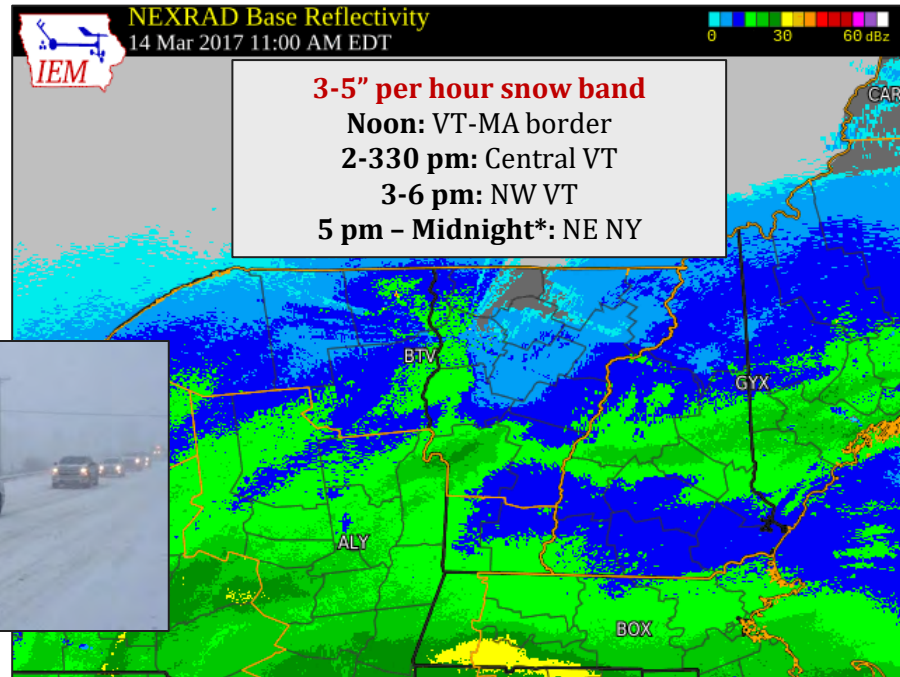 NEXRAD Base Reflectivity
14 Mar 2017 11:00 AM EDT
0 30 60 dBz
IEM
3-5” per hour snow band
Noon: VT-MA border
2-330 pm: Central VT
3-6 pm: NW VT
5 pm – Midnight*: NE NY
CAR
BTV
GYX
ALY
BOX